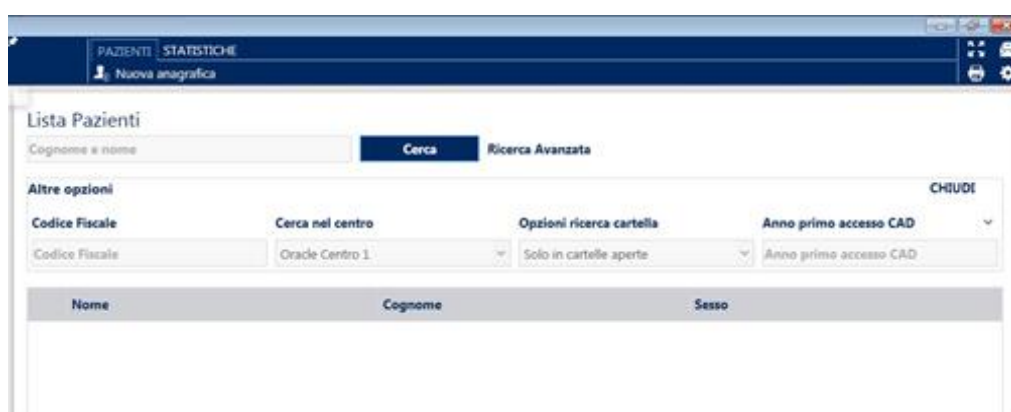 PAZIENTI STATISTICHE
Nuova anagrafica
Lista Pazienti
Cognome e nome Cerca Ricerca Avanzata
Altre opzioni CHIUDI
Codice Fiscale Cerca nel centro Opzioni ricerca cartella Anno primo accesso CAD
Codice Fiscale Oracle Centro 1 Solo in cartelle aperte Anno primo accesso CAD
Nome Cognome Sesso